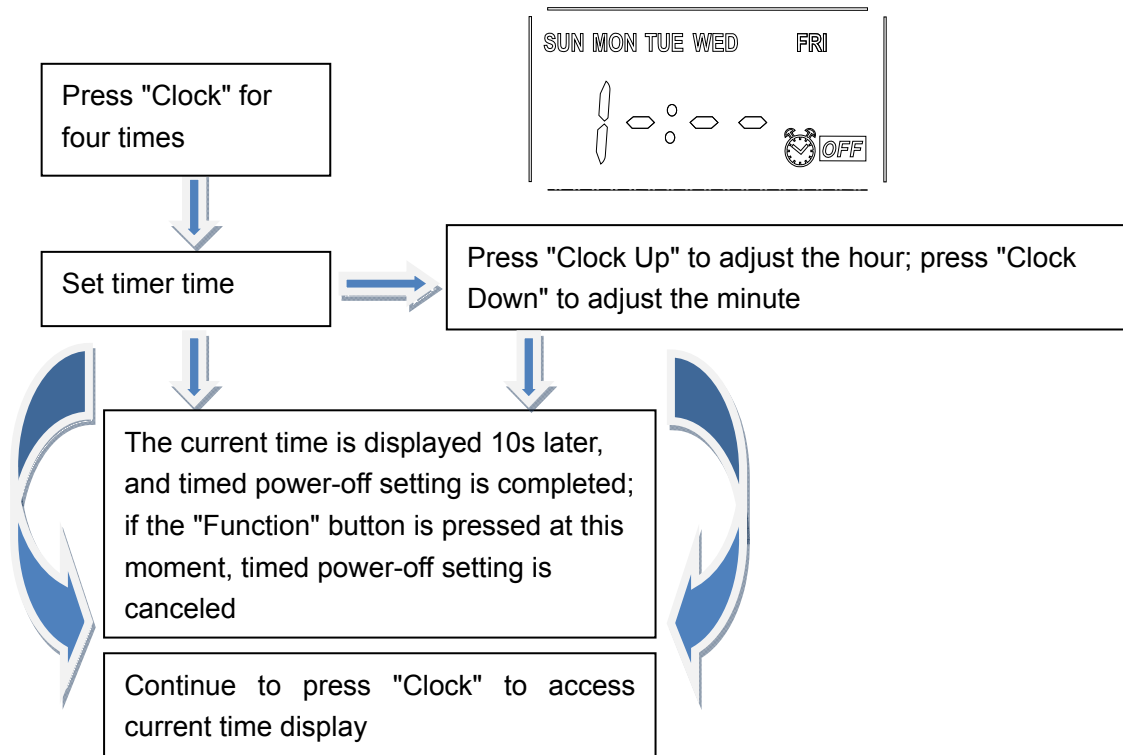 SUN MON TUE WED FRI
1-:--
OFF
Press "Clock" for
four times
Set timer time
Press "Clock Up" to adjust the hour; press "Clock
Down" to adjust the minute
The current time is displayed 10s later,
and timed power-off setting is completed;
if the "Function" button is pressed at this
moment, timed power-off setting is
canceled
Continue to press "Clock" to access
current time display